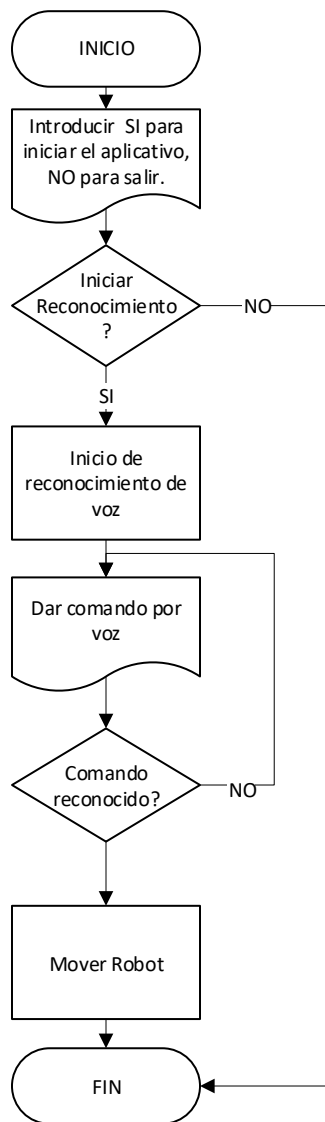 INICIO
Introducir SI para
iniciar el aplicativo,
NO para salir.
Iniciar
Reconocimiento
?
NO
SI
Inicio de
reconocimiento de
voz
Dar comando por
voz
Comando
reconocido?
NO
Mover Robot
FIN